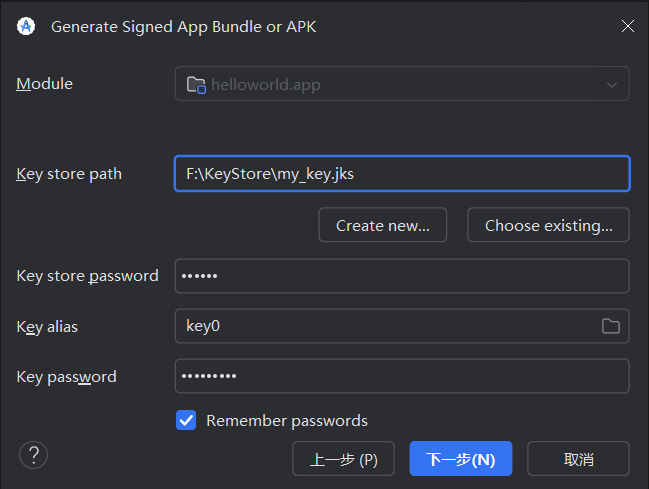 Generate Signed App Bundle or APK
Module
helloworld.app
Key store path
F:\KeyStore\my_key.jks
Create new...
Choose existing...
Key store password
••••••
Key alias
key0
Key password
•••••••••
Remember passwords
?
上一步 (P)
下一步(N)
取消